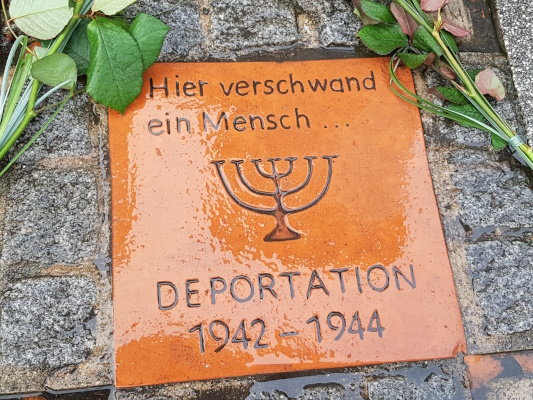 Hier verschwand
ein Mensch ...
DEPORTATION
1942 - 1944